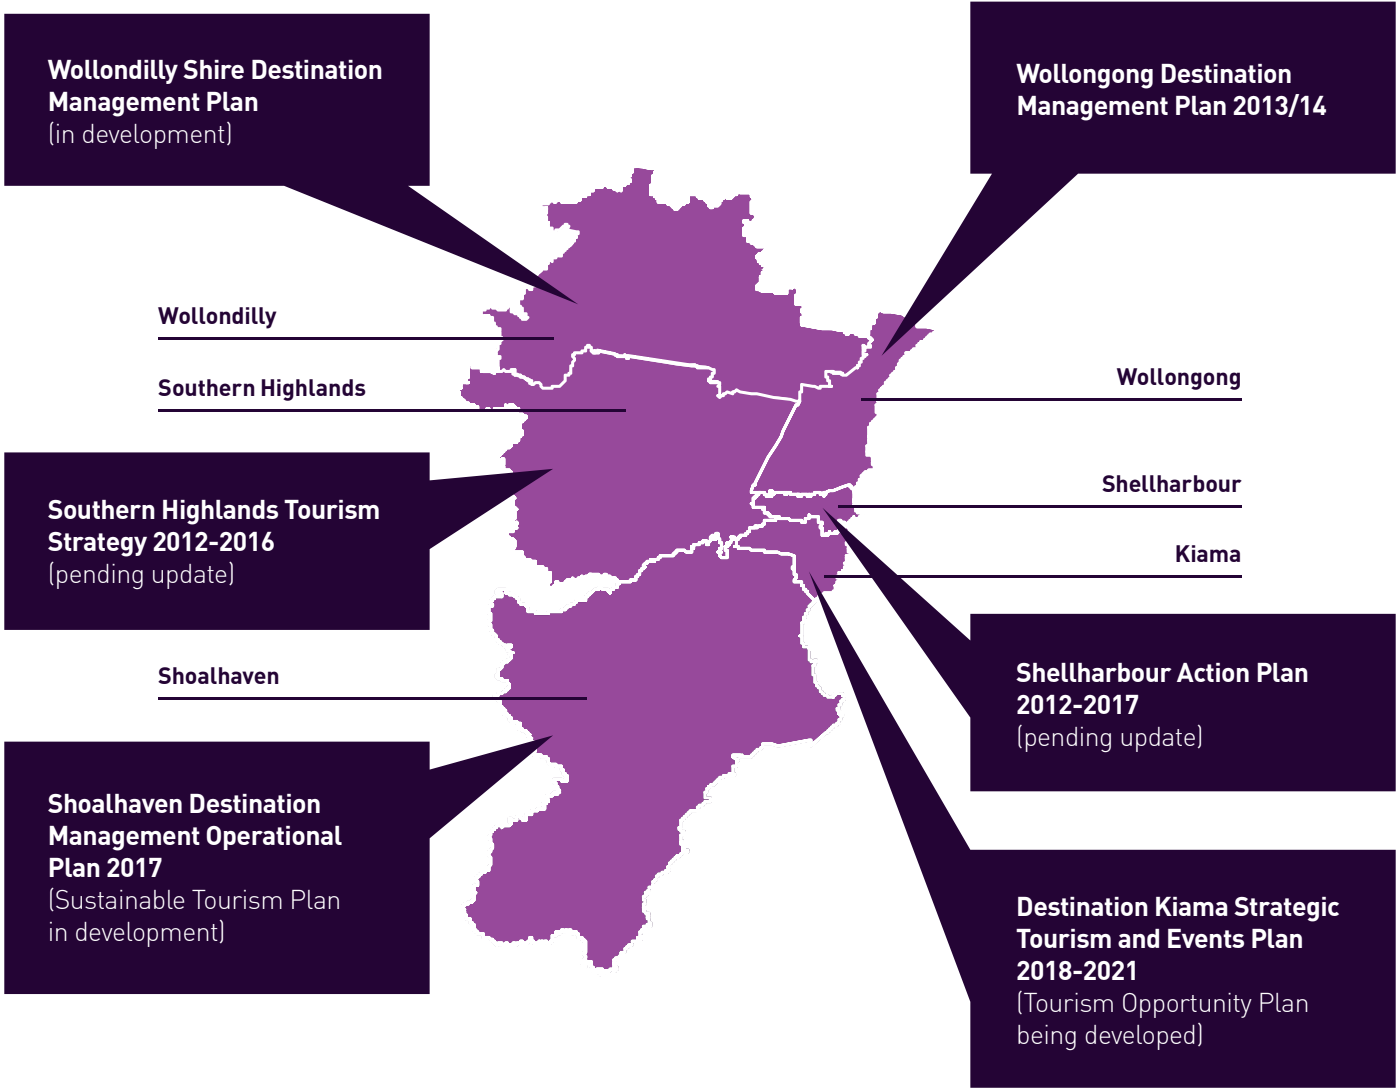 Wollondilly Shire Destination
Management Plan
(in development)
Wollongong Destination
Management Plan 2013/14
Wollondilly
Southern Highlands
Wollongong
Southern Highlands Tourism
Strategy 2012-2016
(pending update)
Shellharbour
Kiama
Shoalhaven
Shellharbour Action Plan
2012-2017
(pending update)
Shoalhaven Destination
Management Operational
Plan 2017
(Sustainable Tourism Plan
in development)
Destination Kiama Strategic
Tourism and Events Plan
2018-2021
(Tourism Opportunity Plan
being developed)